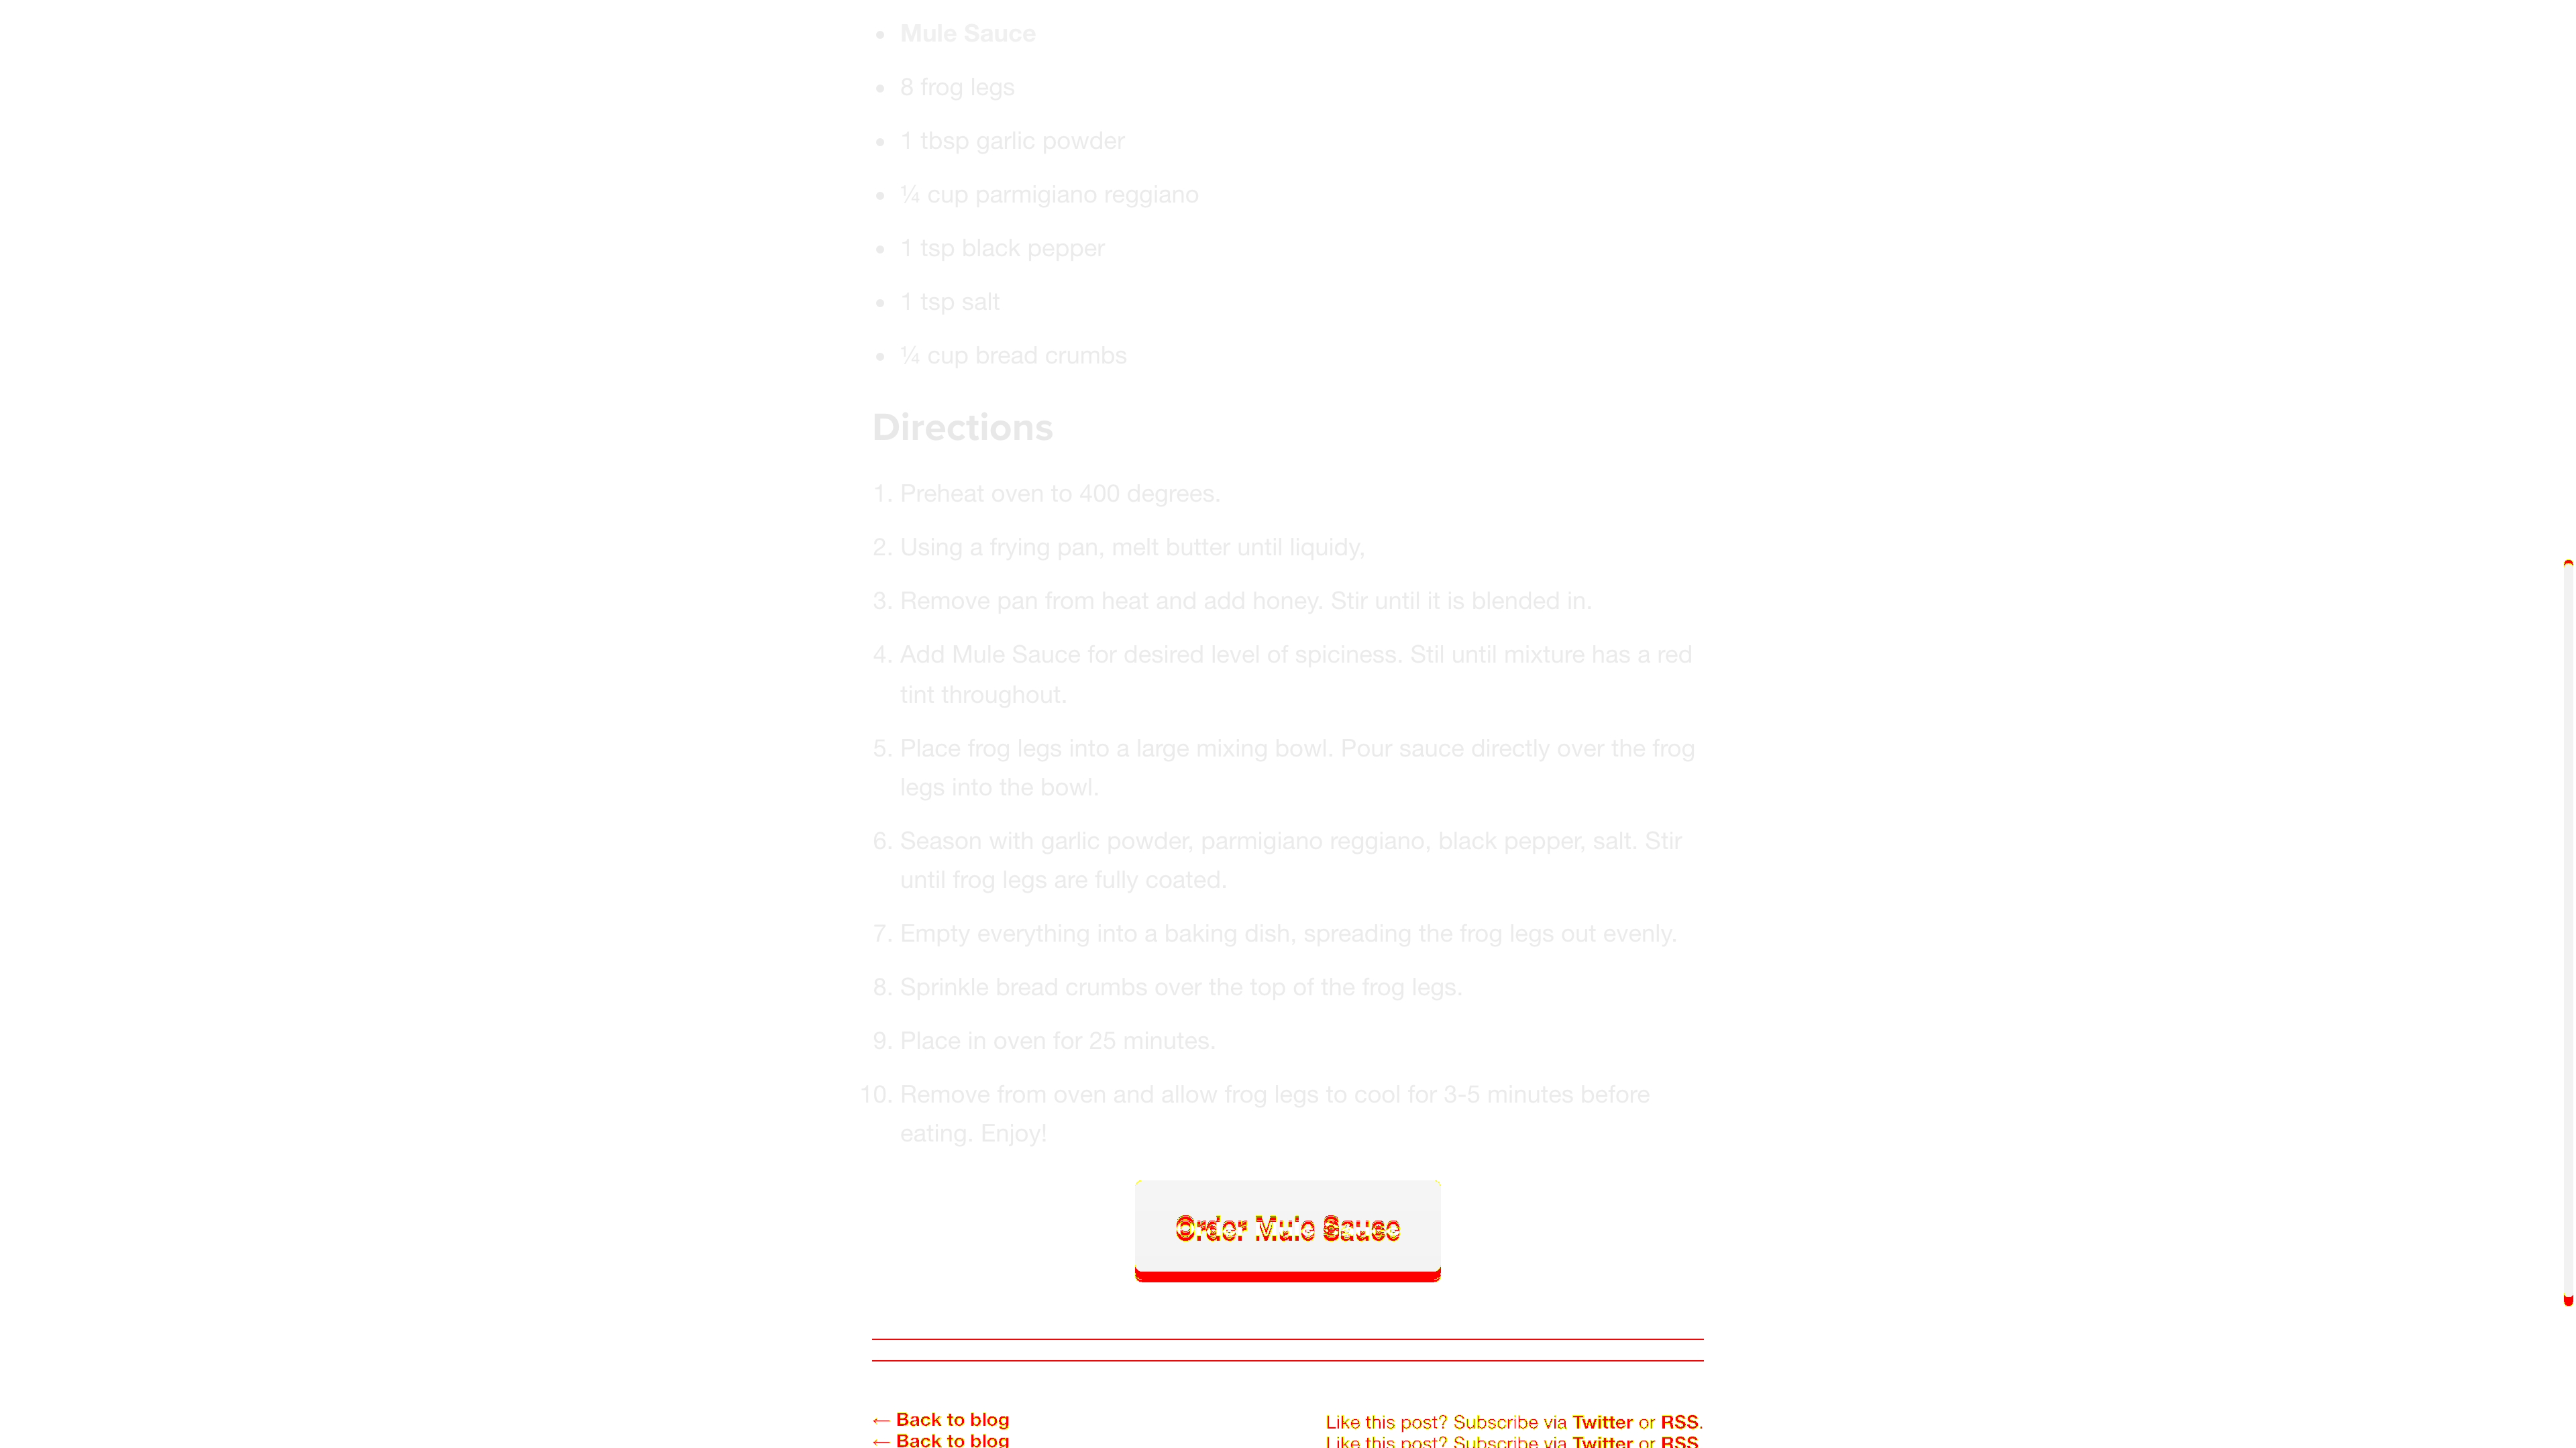 • Mule Sauce
• 8 frog legs
• 1 tbsp garlic powder
• ¼ cup parmigiano reggiano
• 1 tsp black pepper
• 1 tsp salt
• ¼ cup bread crumbs
Directions
1. Preheat oven to 400 degrees.
2. Using a frying pan, melt butter until liquidy,
3. Remove pan from heat and add honey. Stir until it is blended in.
4. Add Mule Sauce for desired level of spiciness. Stil until mixture has a red
tint throughout.
5. Place frog legs into a large mixing bowl. Pour sauce directly over the frog
legs into the bowl.
6. Season with garlic powder, parmigiano reggiano, black pepper, salt. Stir
until frog legs are fully coated.
7. Empty everything into a baking dish, spreading the frog legs out evenly.
8. Sprinkle bread crumbs over the top of the frog legs.
9. Place in oven for 25 minutes.
10. Remove from oven and allow frog legs to cool for 3-5 minutes before
eating. Enjoy!
Order Mule Sauce
← Back to blog
Like this post? Subscribe via Twitter or RSS.
← Back to blog
Like this post? Subscribe via Twitter or RSS.